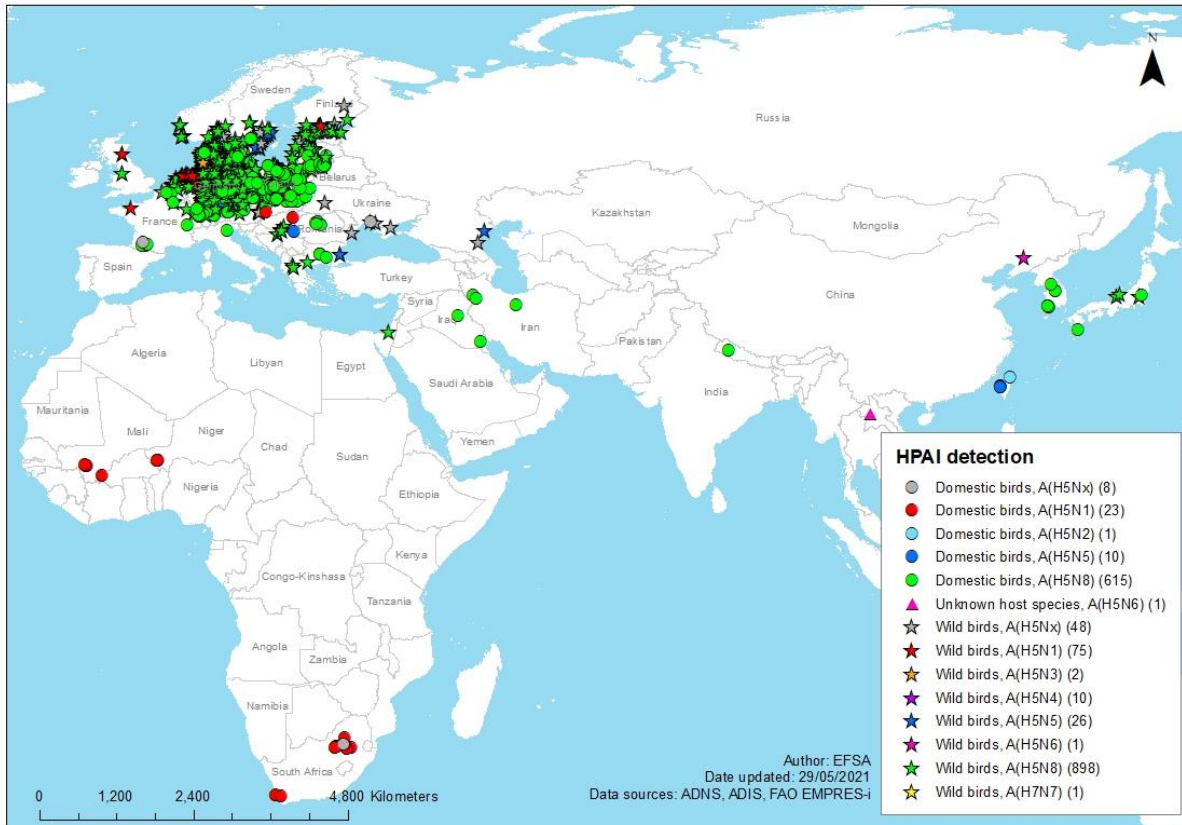 N
Sweden
Finland
Russia
Belarus
Ukraine
Kazakhstan
Mongolia
France
Romania
Spain
Turkey
China
Syria
Iraq
Iran
Algeria
Libyan
Egypt
Pakistan
Saudi Arabia
India
Mauritania
Mali
Niger
Chad
Sudan
Yemen
Nigeria
Ethiopia
Kenya
Congo-Kinshasa
Tanzania
Angola
Zambia
Namibia
South Africa
HPAI detection
Domestic birds, A(H5Nx) (8)
Domestic birds, A(H5N1) (23)
Domestic birds, A(H5N2) (1)
Domestic birds, A(H5N5) (10)
Domestic birds, A(H5N8) (615)
Unknown host species, A(H5N6) (1)
Wild birds, A(H5Nx) (48)
Wild birds, A(H5N1) (75)
Wild birds, A(H5N3) (2)
Wild birds, A(H5N4) (10)
Wild birds, A(H5N5) (26)
Wild birds, A(H5N6) (1)
Wild birds, A(H5N8) (898)
Wild birds, A(H7N7) (1)
Author: EFSA
Date updated: 29/05/2021
Data sources: ADNS, ADIS, FAO EMPRES-i
0 1,200 2,400 4,800 Kilometers